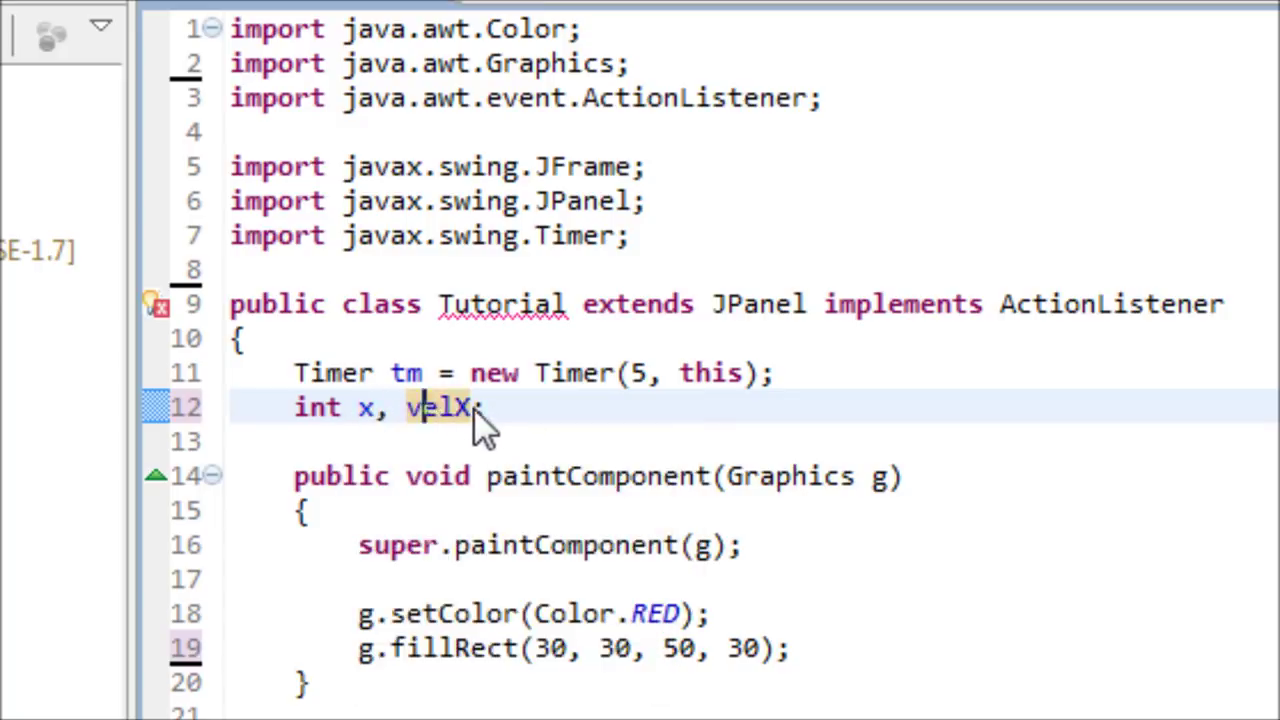 1 import java.awt.Color;
2 import java.awt.Graphics;
3 import java.awt.event.ActionListener;
4
5 import javax.swing.JFrame;
6 import javax.swing.JPanel;
7 import javax.swing.Timer;
SE-1.7]
8
9 public class Tutorial extends JPanel implements ActionListener
10 {
11 Timer tm = new Timer(5, this);
12 int x, velX;
13
14 public void paintComponent(Graphics g)
15 {
16 super.paintComponent(g);
17
18 g.setColor(Color.RED);
19 g.fillRect(30, 30, 50, 30);
20 }
21